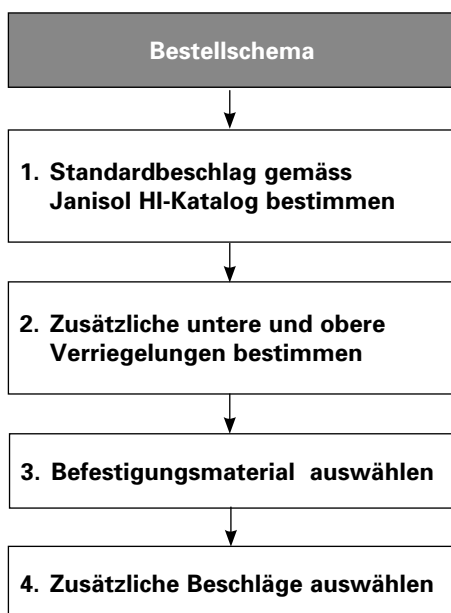 Bestellschema
1. Standardbeschlag gemäss
Janisol HI-Katalog bestimmen
2. Zusätzliche untere und obere
Verriegelungen bestimmen
3. Befestigungsmaterial auswählen
4. Zusätzliche Beschläge auswählen